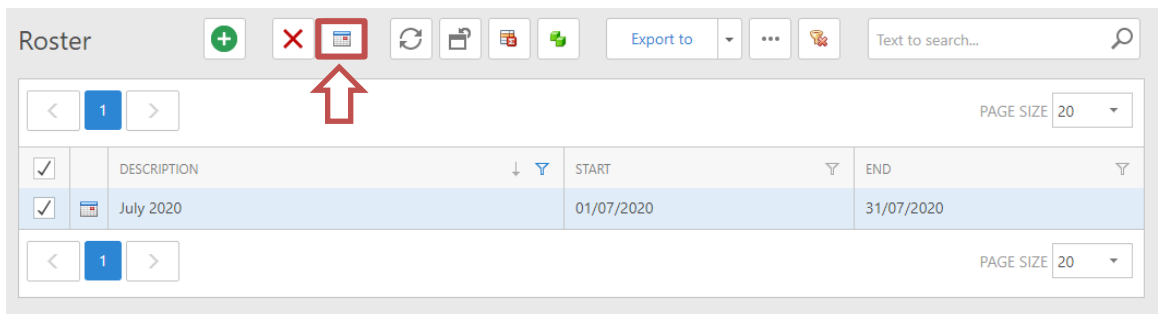 Roster Export to ... Text to search...
1 PAGE SIZE 20
DESCRIPTION START END
July 2020 01/07/2020 31/07/2020
1 PAGE SIZE 20